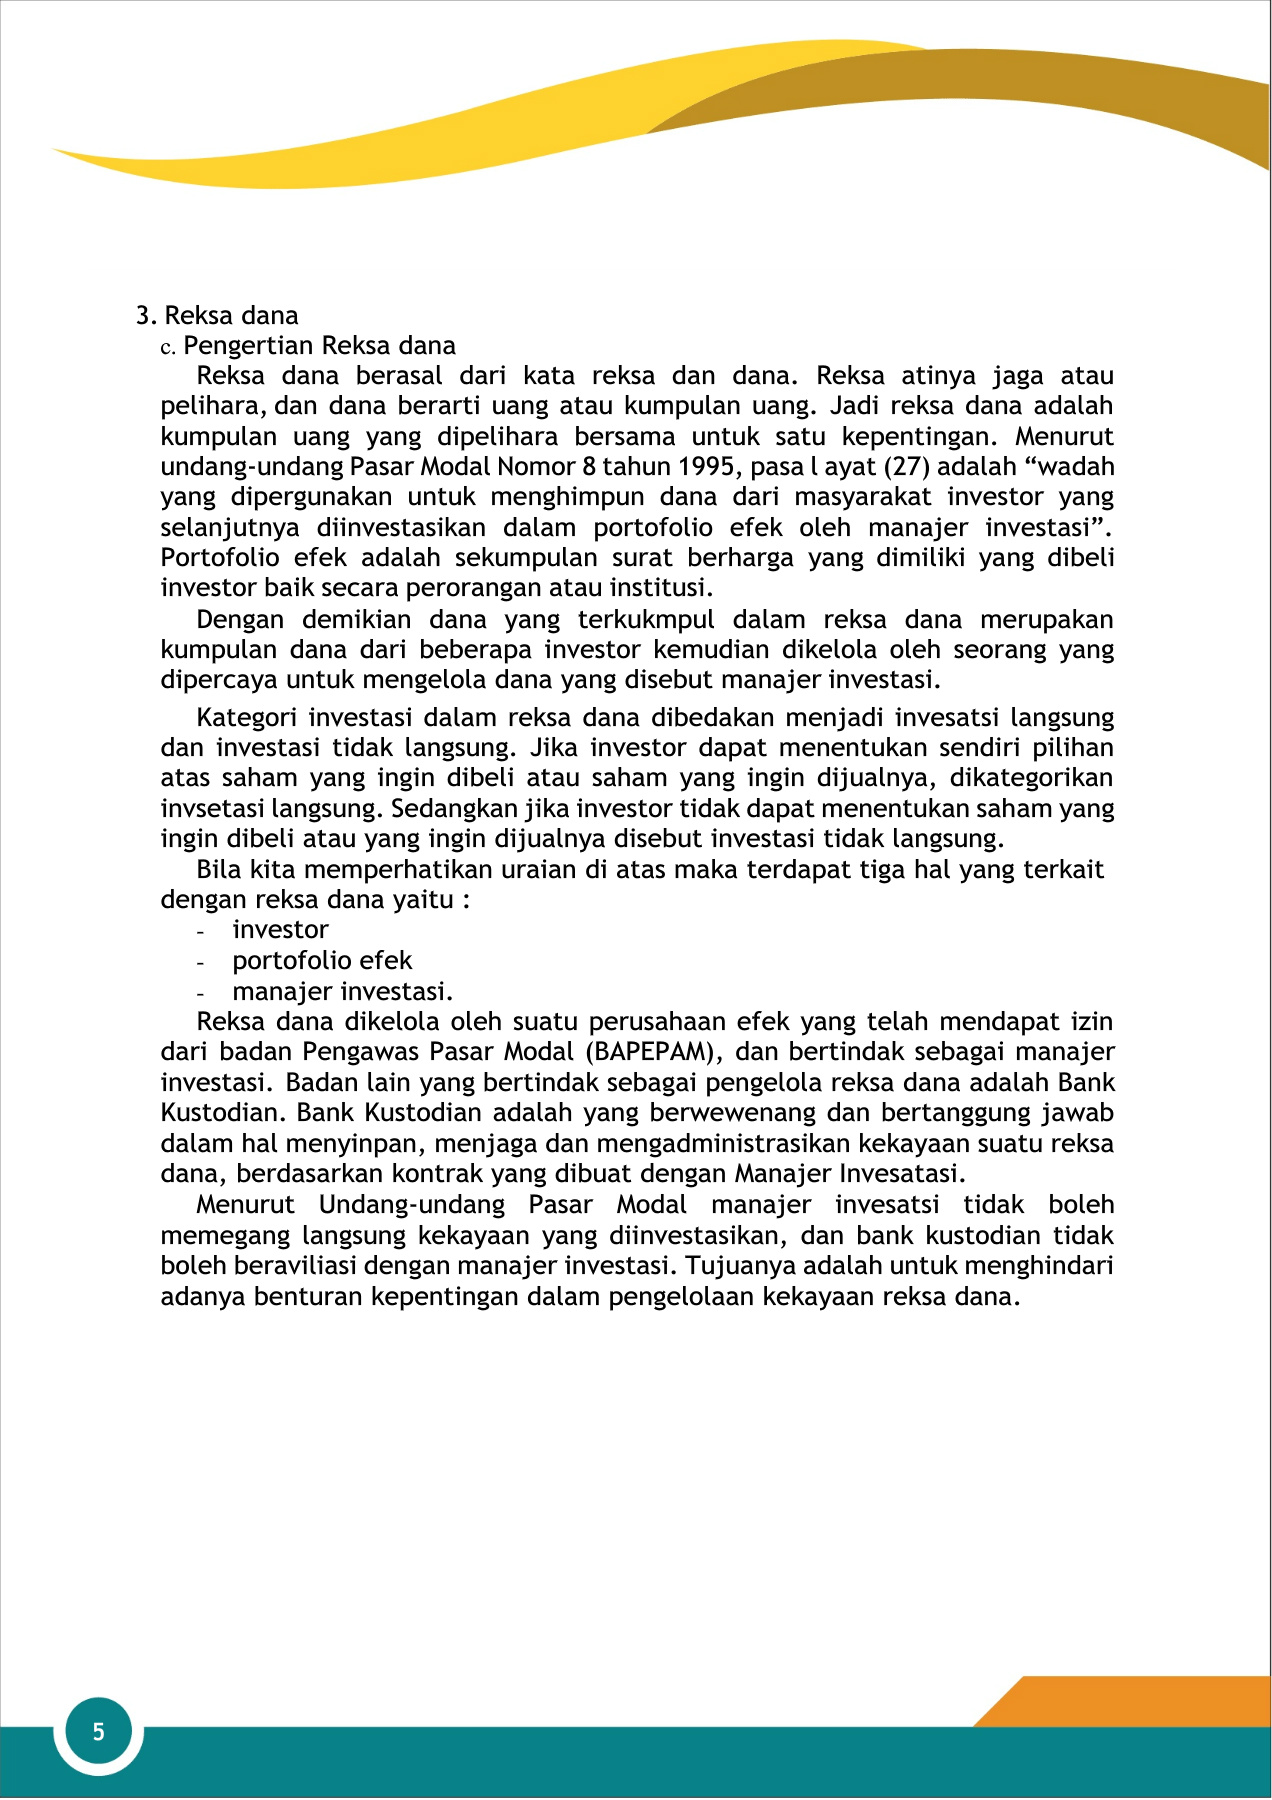 3. Reksa dana
c. Pengertian Reksa dana
Reksa dana berasal dari kata reksa dan dana. Reksa atinya jaga atau
pelihara, dan dana berarti uang atau kumpulan uang. Jadi reksa dana adalah
kumpulan uang yang dipelihara bersama untuk satu kepentingan. Menurut
undang-undang Pasar Modal Nomor 8 tahun 1995, pasa l ayat (27) adalah “wadah
yang dipergunakan untuk menghimpun dana dari masyarakat investor yang
selanjutnya diinvestasikan dalam portofolio efek oleh manajer investasi”.
Portofolio efek adalah sekumpulan surat berharga yang dimiliki yang dibeli
investor baik secara perorangan atau institusi.
Dengan demikian dana yang terkukmpul dalam reksa dana merupakan
kumpulan dana dari beberapa investor kemudian dikelola oleh seorang yang
dipercaya untuk mengelola dana yang disebut manajer investasi.
Kategori investasi dalam reksa dana dibedakan menjadi invesatsi langsung
dan investasi tidak langsung. Jika investor dapat menentukan sendiri pilihan
atas saham yang ingin dibeli atau saham yang ingin dijualnya, dikategorikan
invsetasi langsung. Sedangkan jika investor tidak dapat menentukan saham yang
ingin dibeli atau yang ingin dijualnya disebut investasi tidak langsung.
Bila kita memperhatikan uraian di atas maka terdapat tiga hal yang terkait
dengan reksa dana yaitu :
- investor
- portofolio efek
- manajer investasi.
Reksa dana dikelola oleh suatu perusahaan efek yang telah mendapat izin
dari badan Pengawas Pasar Modal (BAPEPAM), dan bertindak sebagai manajer
investasi. Badan lain yang bertindak sebagai pengelola reksa dana adalah Bank
Kustodian. Bank Kustodian adalah yang berwewenang dan bertanggung jawab
dalam hal menyinpan, menjaga dan mengadministrasikan kekayaan suatu reksa
dana, berdasarkan kontrak yang dibuat dengan Manajer Invesatasi.
Menurut Undang-undang Pasar Modal manajer invesatsi tidak boleh
memegang langsung kekayaan yang diinvestasikan, dan bank kustodian tidak
boleh beraviliasi dengan manajer investasi. Tujuanya adalah untuk menghindari
adanya benturan kepentingan dalam pengelolaan kekayaan reksa dana.
5